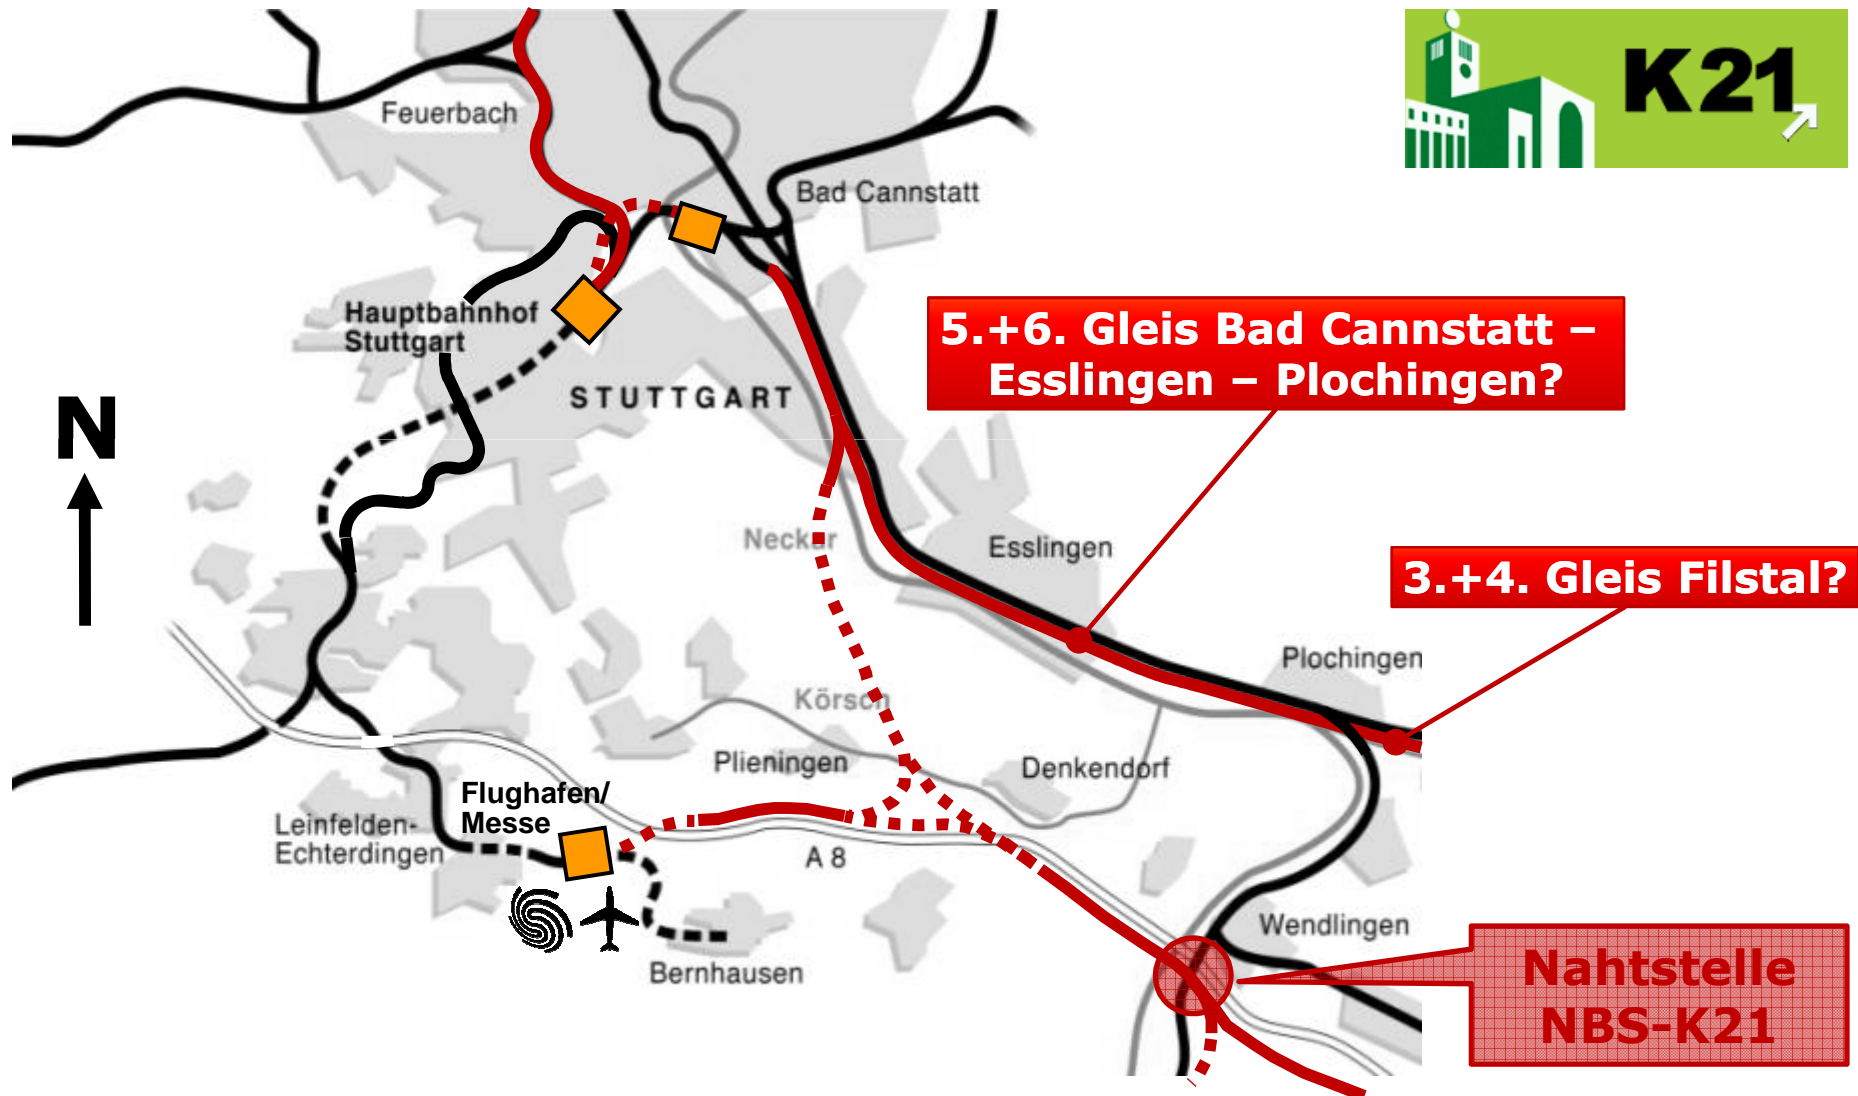 K21
Feuerbach
Bad Cannstatt
Hauptbahnhof
Stuttgart
5.+6. Gleis Bad Cannstatt –
Esslingen – Plochingen?
STUTTGART
N
Neckar
Esslingen
3.+4. Gleis Filstal?
Plochingen
Körsch
Plieningen
Denkendorf
Flughafen/
Messe
Leinfelden-
Echterdingen
A 8
Wendlingen
Bernhausen
Nahtstelle
NBS-K21